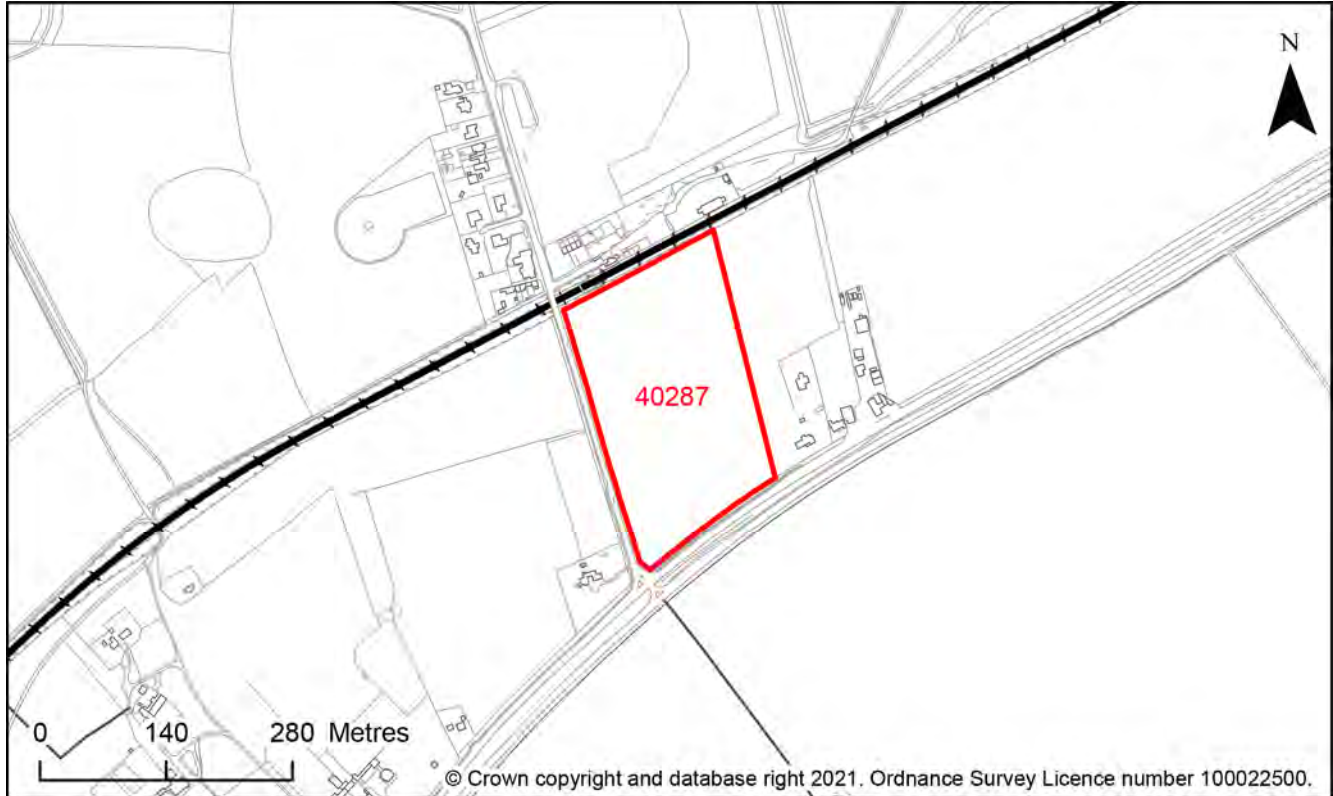 N
40287
0 140 280 Metres
© Crown copyright and database right 2021. Ordnance Survey Licence number 100022500.